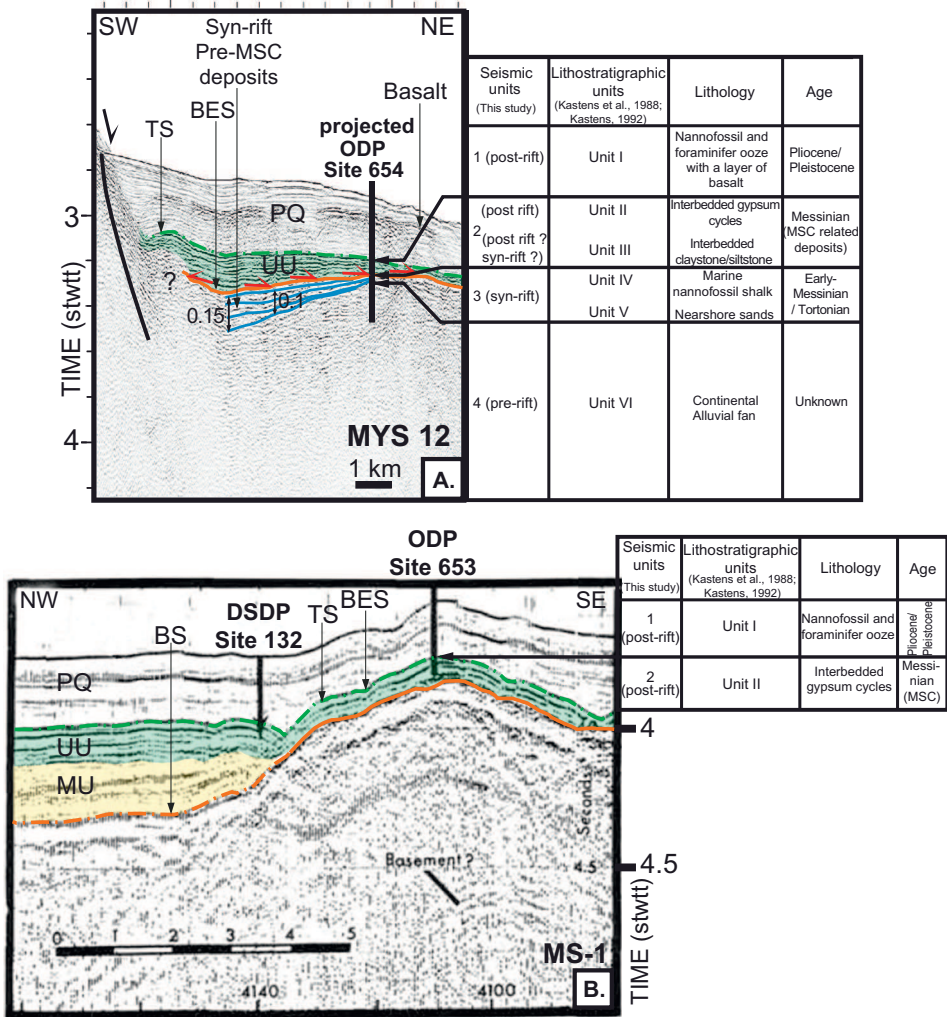 SW
Syn-rift
Pre-MSC
deposits
NE
BES
TS
Basalt
projected
ODP
Site 654
PQ
UU
?
0.1
0.15
3
4
TIME (stwtt)
MYS 12
1 km
A.
Seismic
units
(This study)
Lithostratigraphic
units
(Kastens et al., 1988;
Kastens, 1992)
Lithology
Age
1 (post-rift)
Unit I
Nannofossil and
foraminifer ooze
with a layer of
basalt
Pliocene/
Pleistocene
(post rift)
2 (post rift ?
syn-rift ?)
Unit II
Unit III
Interbedded gypsum
cycles
Interbedded
claystone/siltstone
Messinian
(MSC related
deposits)
3 (syn-rift)
Unit IV
Unit V
Marine
nannofossil shalk
Nearshore sands
Early-
Messinian
/ Tortonian
4 (pre-rift)
Unit VI
Continental
Alluvial fan
Unknown
ODP
Site 653
NW
DSDP
Site 132
TS
BES
SE
BS
PQ
UU
MU
Basement ?
Seconds
4.5
0 1 2 3 4 5
4140
4100
MS-1
B.
4
4.5
TIME (stwtt)
Seismic
units
(This study)
Lithostratigraphic
units
(Kastens et al., 1988;
Kastens, 1992)
Lithology
Age
1
(post-rift)
Unit I
Nannofossil and
foraminifer ooze
Pliocene/
Pleistocene
2
(post-rift)
Unit II
Interbedded
gypsum cycles
Messi-
nian
(MSC)